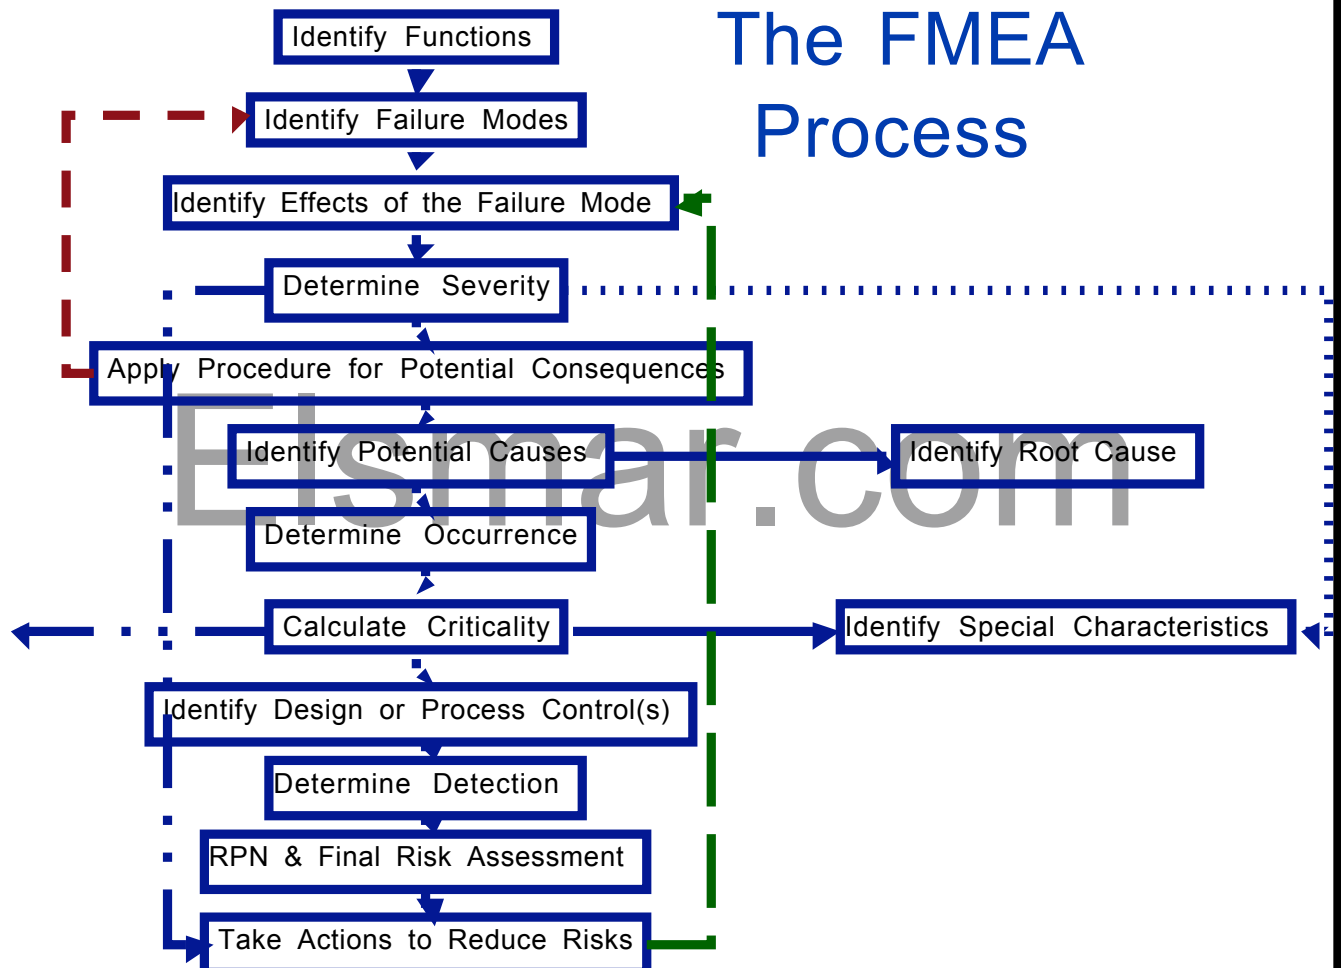 The FMEA
Process
Identify Functions
Identify Failure Modes
Identify Effects of the Failure Mode
Determine Severity
Apply Procedure for Potential Consequences
Identify Potential Causes
Identify Root Cause
Elsmar.com
Determine Occurrence
Calculate Criticality
Identify Special Characteristics
Identify Design or Process Control(s)
Determine Detection
RPN & Final Risk Assessment
Take Actions to Reduce Risks